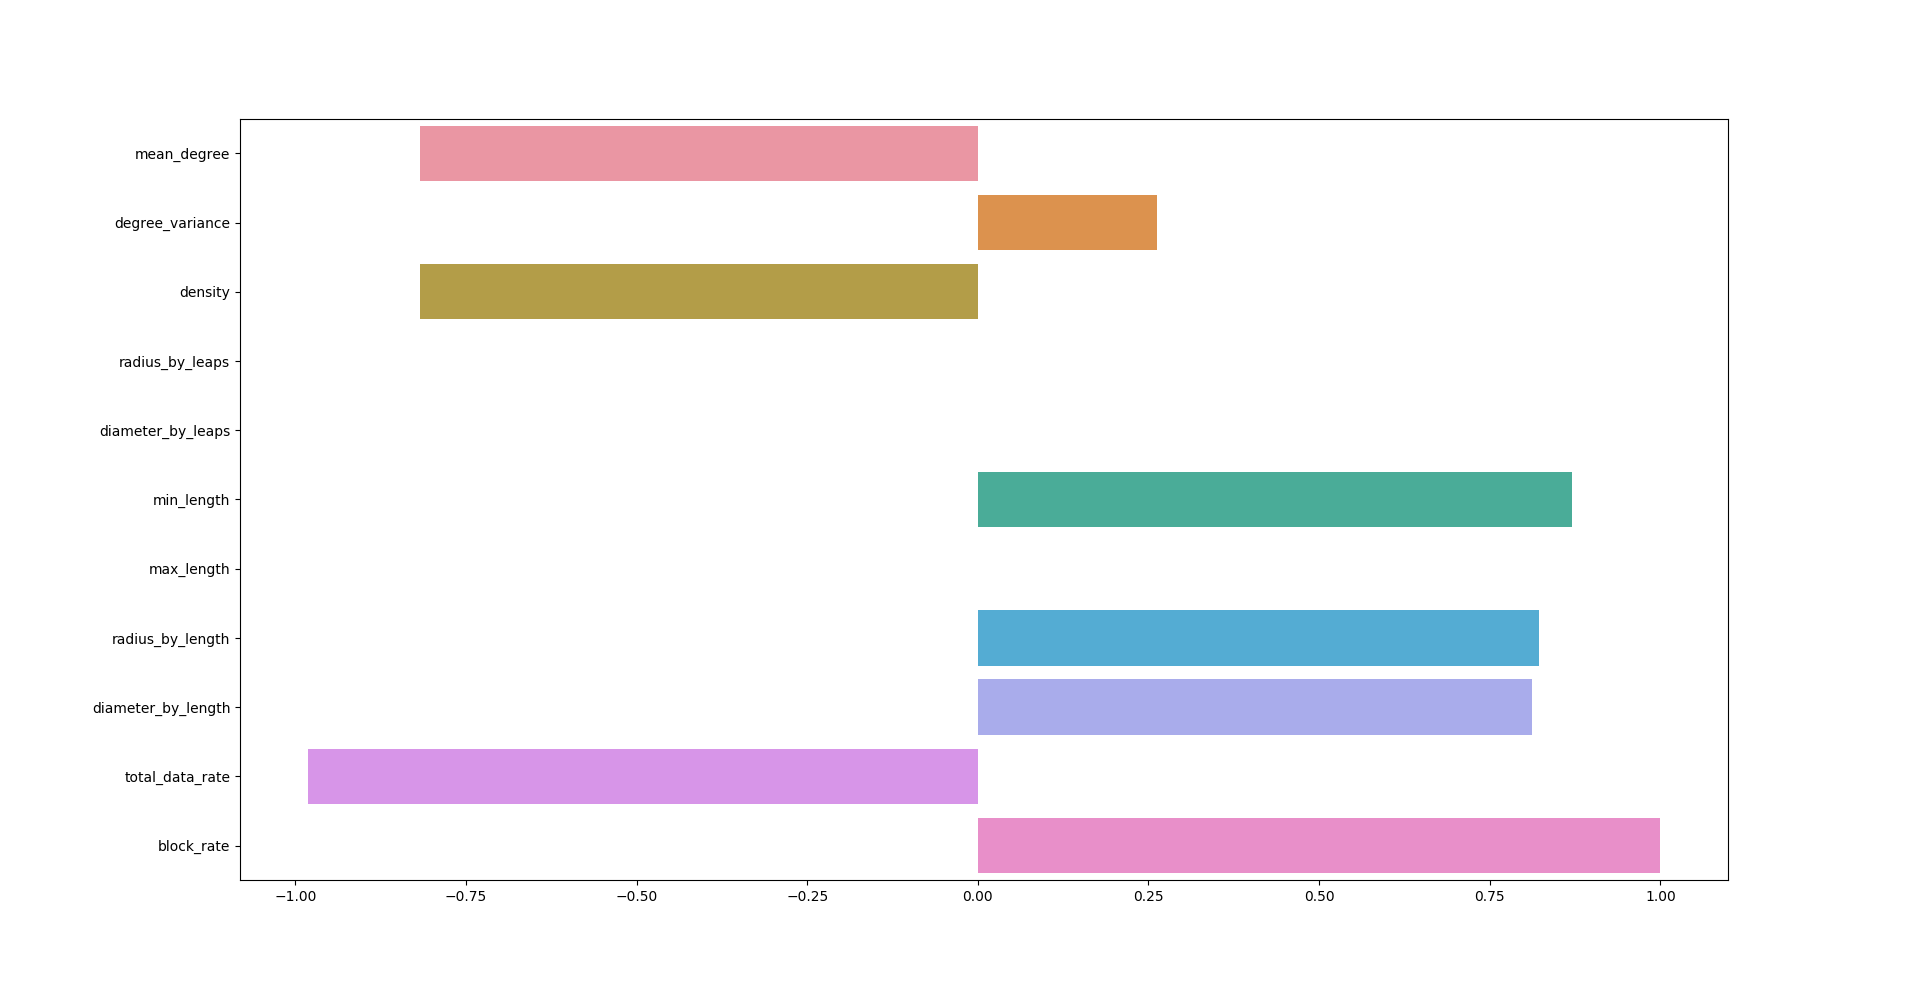 mean_degree
degree_variance
density
radius_by_leaps
diameter_by_leaps
min_length
max_length
radius_by_length
diameter_by_length
total_data_rate
block_rate
−1.00 −0.75 −0.50 −0.25 0.00 0.25 0.50 0.75 1.00